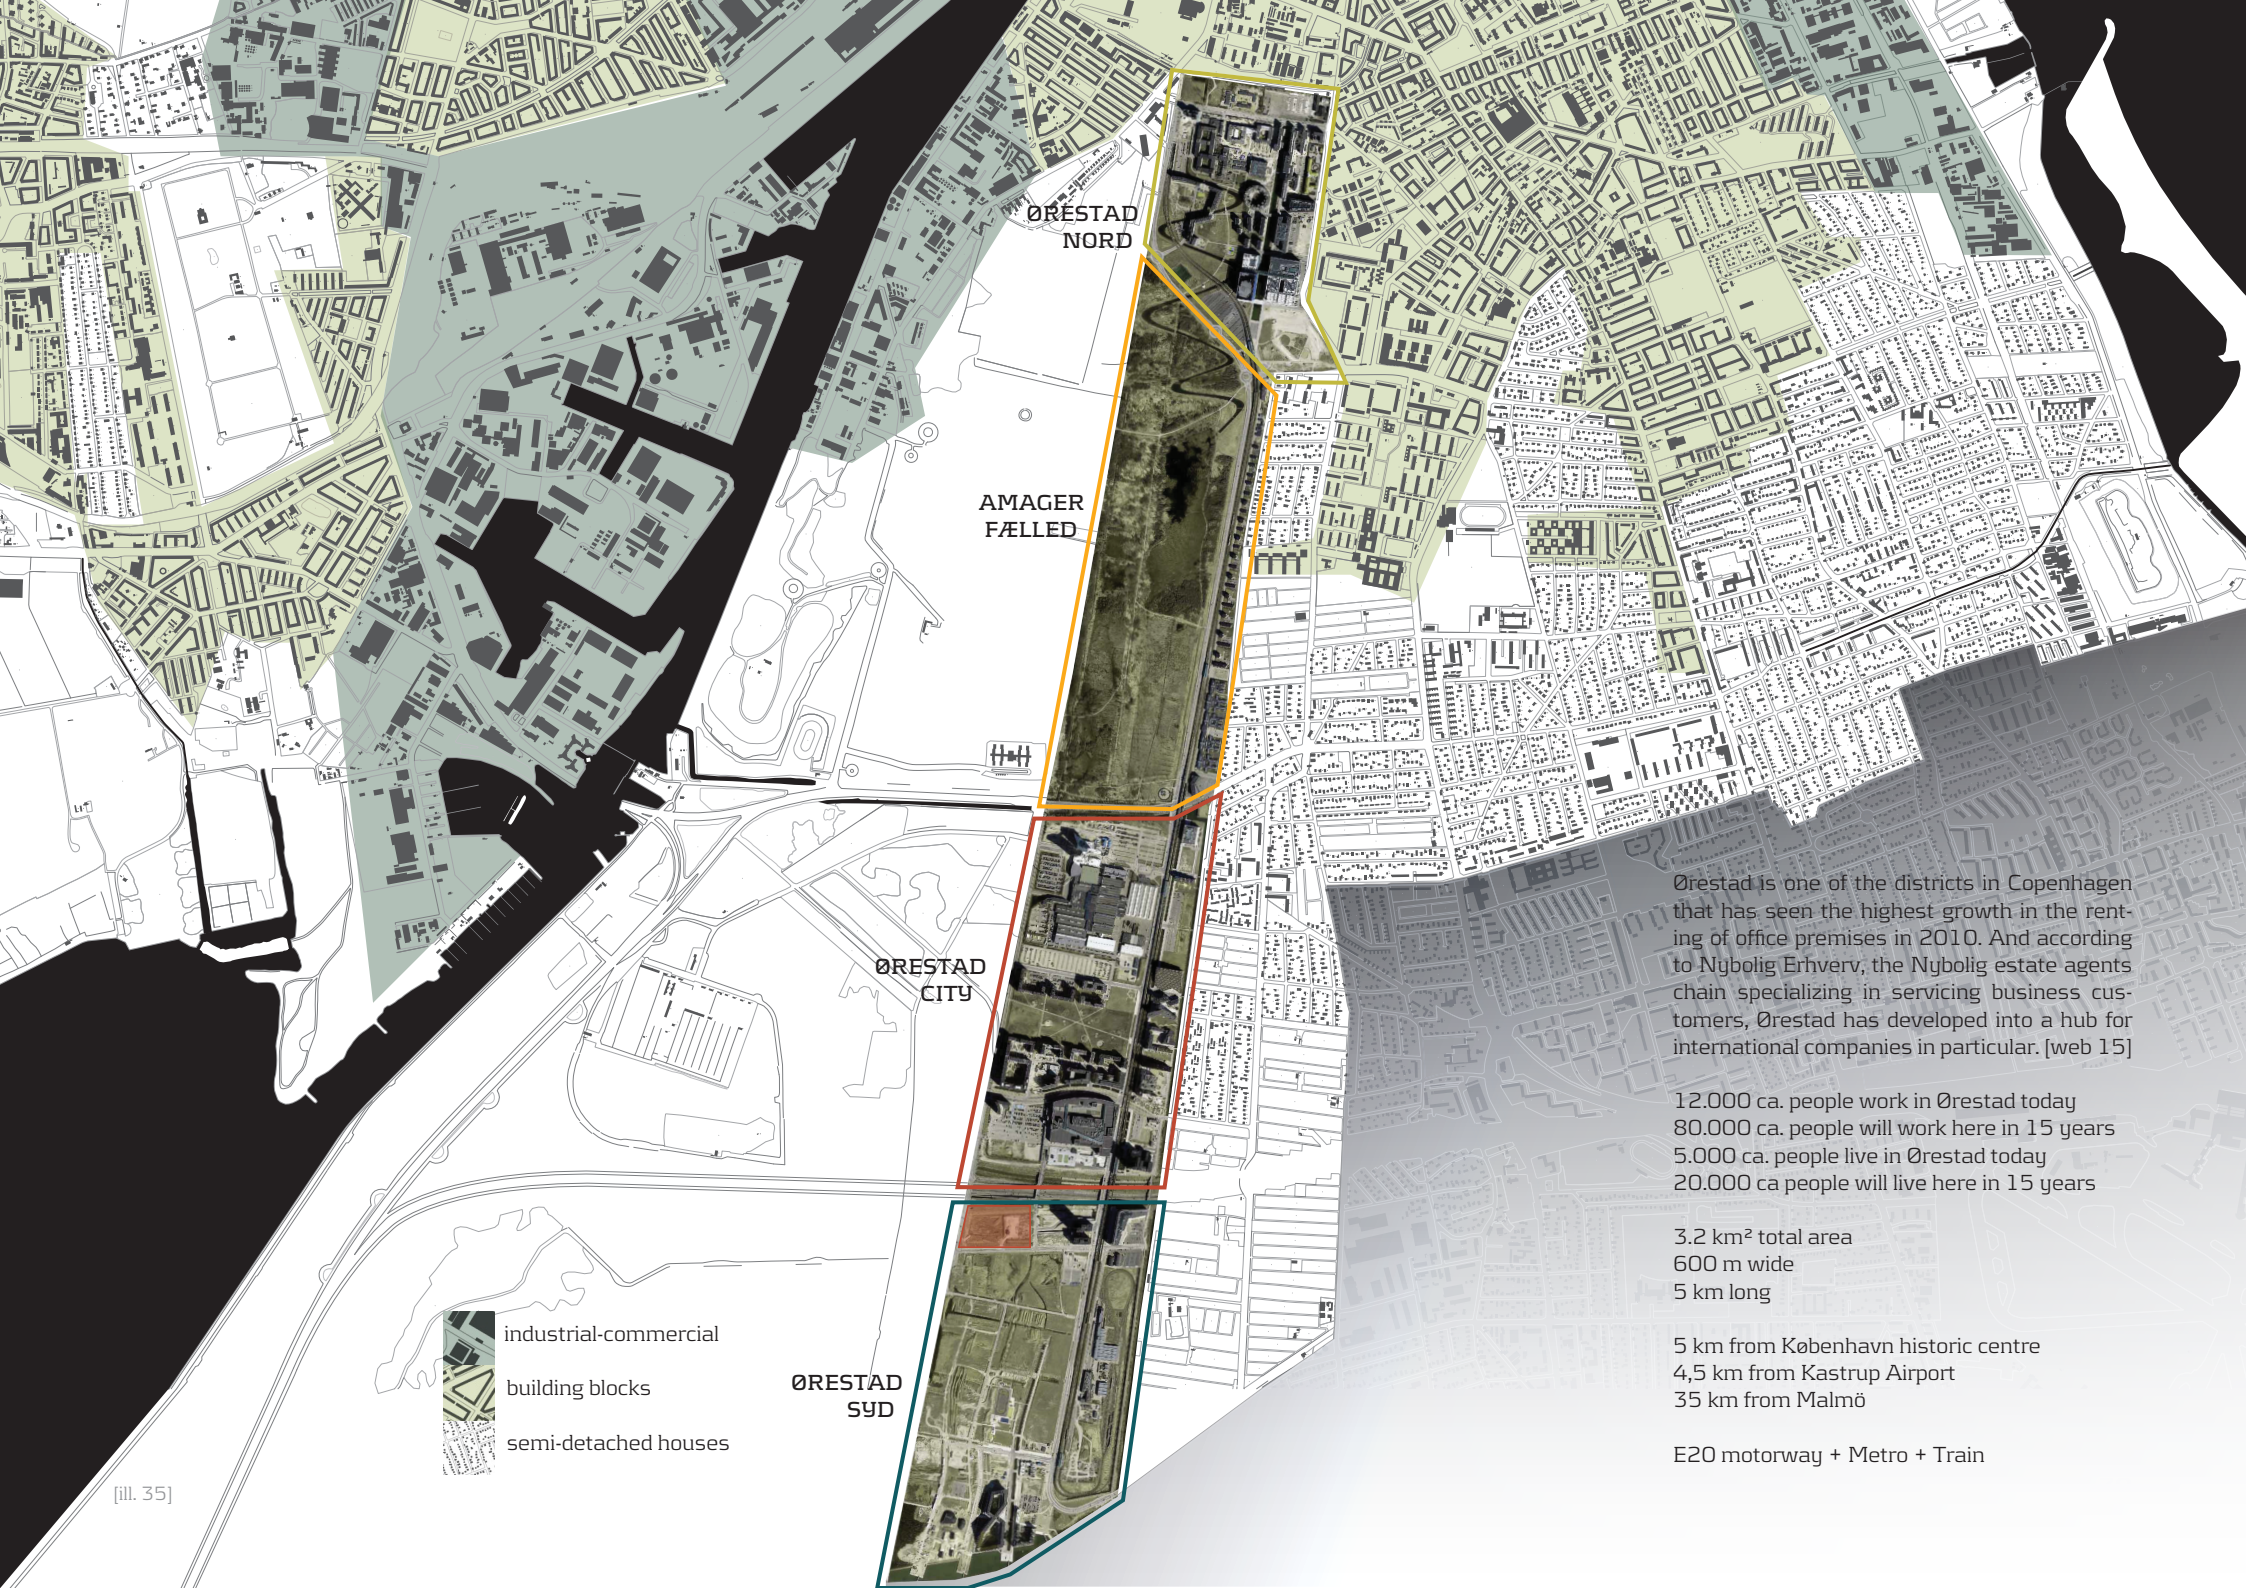 ØRESTAD
NORD
AMAGER
FÆLLED
ØRESTAD
CITY
ØRESTAD
SYD
industrial-commercial
building blocks
semi-detached houses
[ill. 35]
Ørestad is one of the districts in Copenhagen
that has seen the highest growth in the rent-
ing of office premises in 2010. And according
to Nybolig Erhverv, the Nybolig estate agents
chain specializing in servicing business cus-
tomers, Ørestad has developed into a hub for
international companies in particular. [web 15]
12.000 ca. people work in Ørestad today
80.000 ca. people will work here in 15 years
5.000 ca. people live in Ørestad today
20.000 ca people will live here in 15 years
3.2 km² total area
600 m wide
5 km long
5 km from København historic centre
4,5 km from Kastrup Airport
35 km from Malmö
E20 motorway + Metro + Train